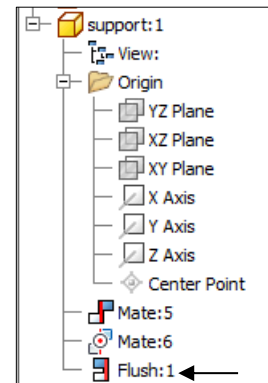 support:1
View:
Origin
YZ Plane
XZ Plane
XY Plane
X Axis
Y Axis
Z Axis
Center Point
Mate:5
Mate:6
Flush:1